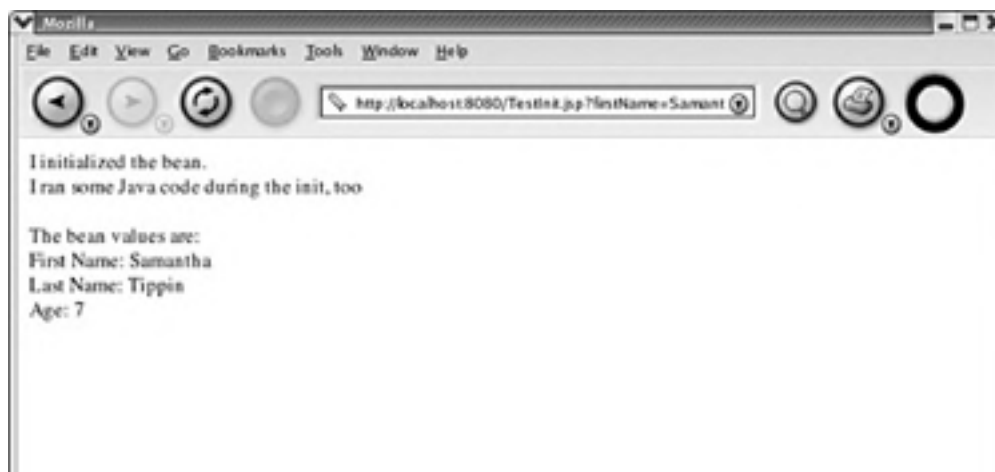 Mozilla
File Edit View Go Bookmarks Tools Window Help
http://localhost:8080/TestInit.jsp?firstName=Samant
I initialized the bean.
I ran some Java code during the init, too
The bean values are:
First Name: Samantha
Last Name: Tippin
Age: 7